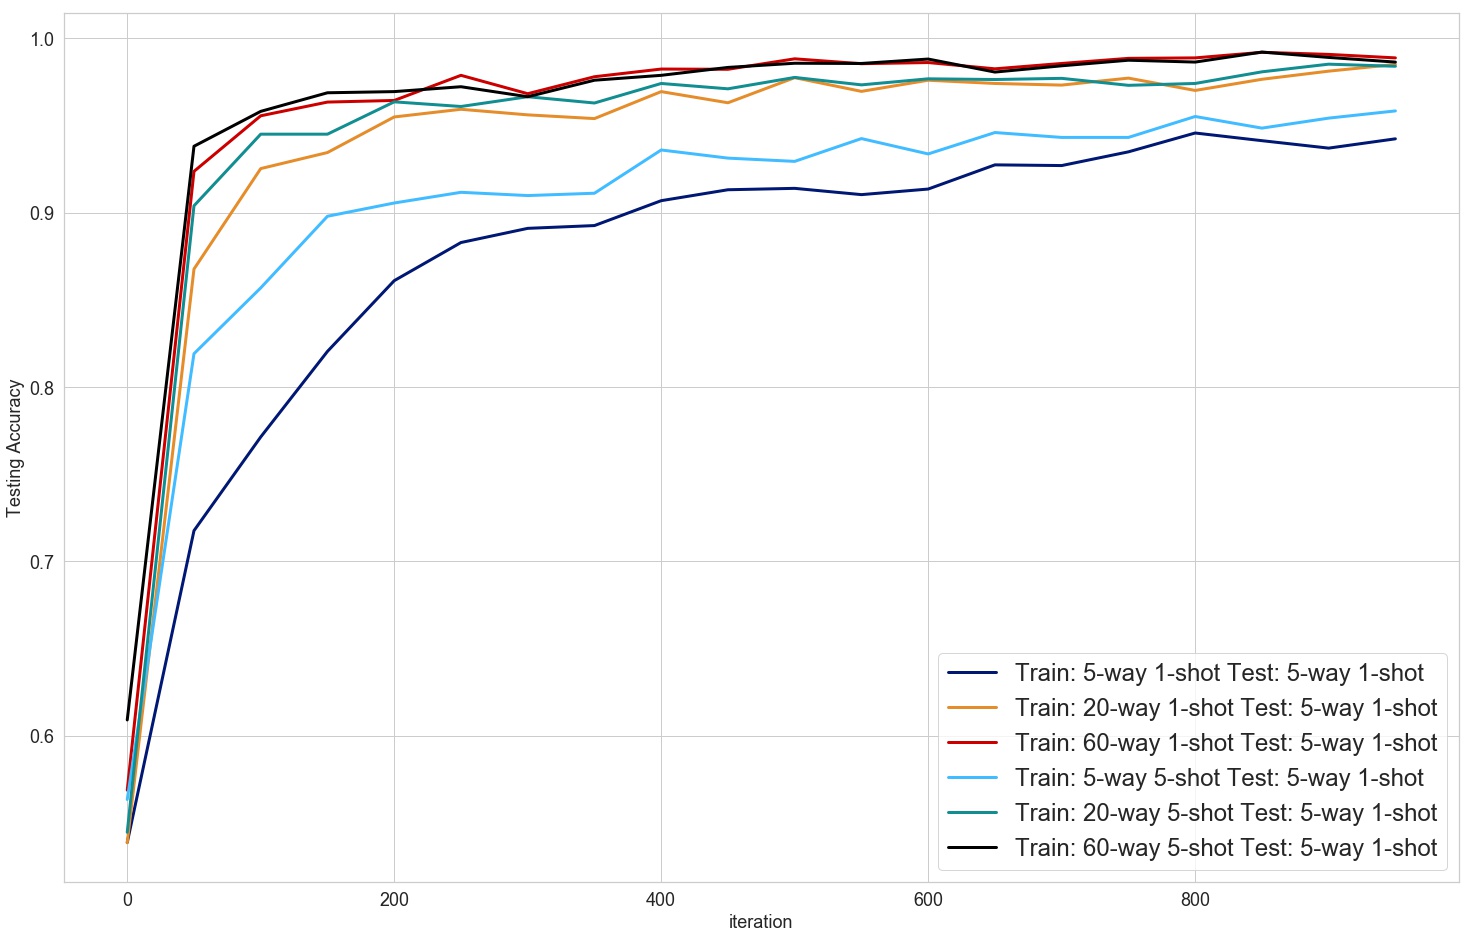 1.0
0.9
0.8
0.7
0.6
Testing Accuracy
0
200
400
600
800
iteration
Train: 5-way 1-shot Test: 5-way 1-shot
Train: 20-way 1-shot Test: 5-way 1-shot
Train: 60-way 1-shot Test: 5-way 1-shot
Train: 5-way 5-shot Test: 5-way 1-shot
Train: 20-way 5-shot Test: 5-way 1-shot
Train: 60-way 5-shot Test: 5-way 1-shot